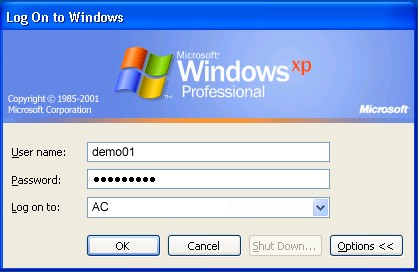 Log On to Windows
Microsoft®
Windows xp
Professional
Copyright © 1985-2001
Microsoft Corporation
Microsoft
User name: demo01
Password: •••••••••
Log on to: AC
OK Cancel Shut Down... Options <<